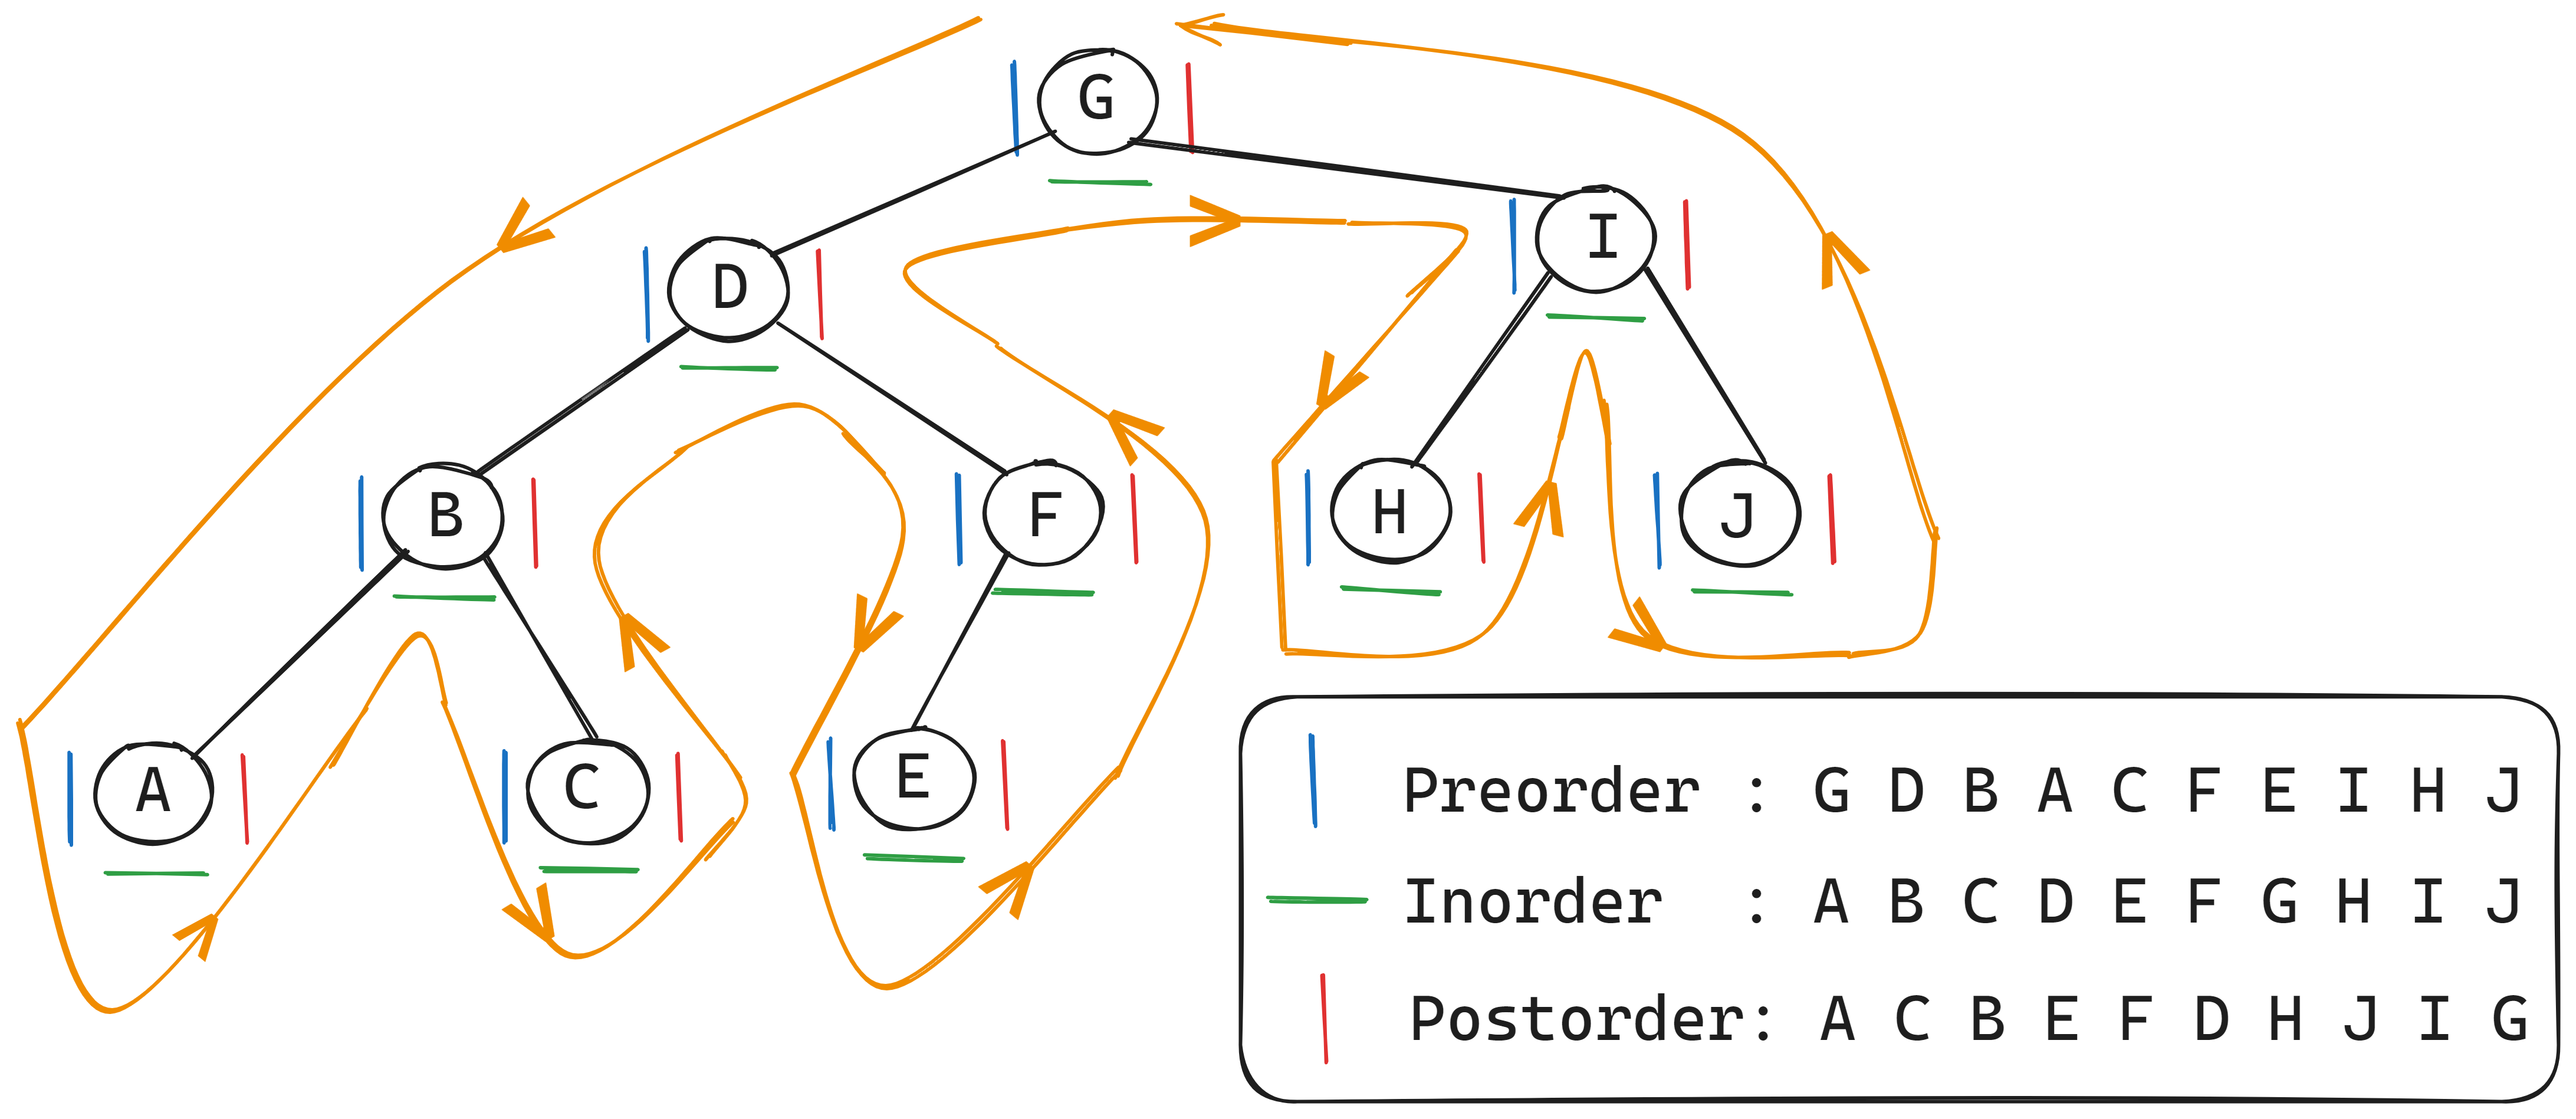 G
I
D
B
F
H
J
A
C
E
Preorder : G D B A C F E I H J
Inorder : A B C D E F G H I J
Postorder: A C B E F D H J I G